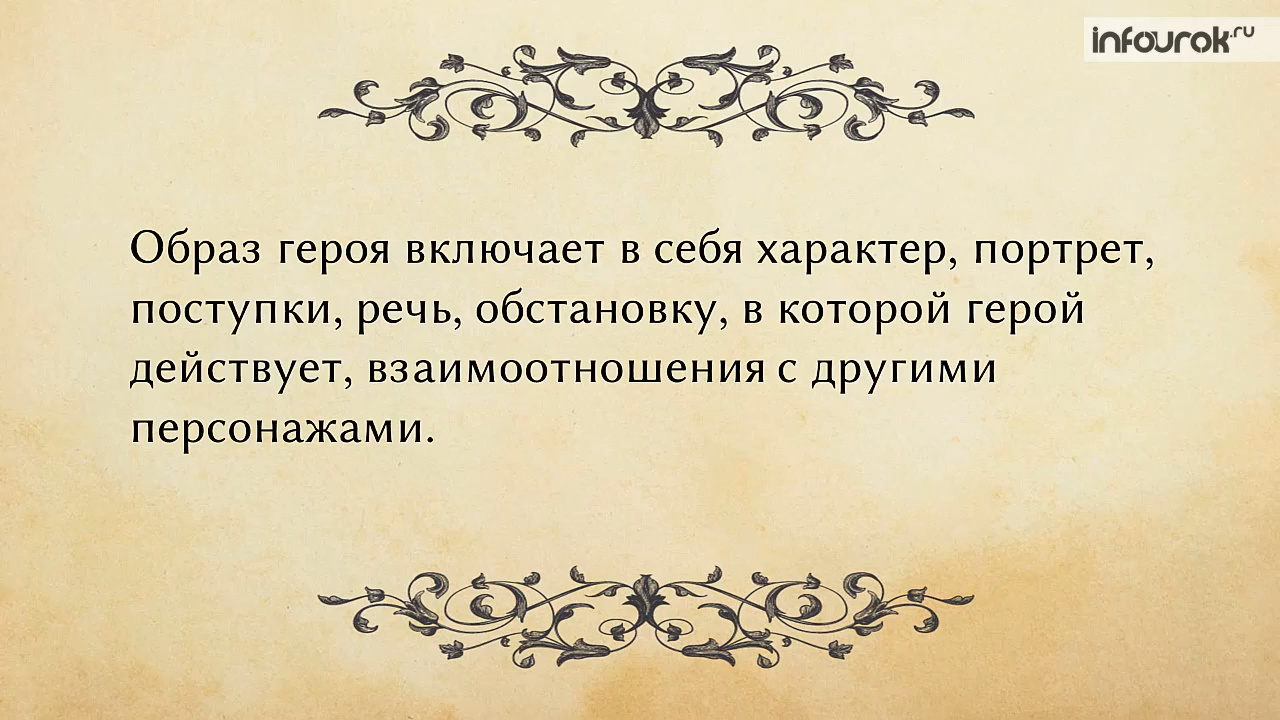 infourok.ru
Образ героя включает в себя характер, портрет,
поступки, речь, обстановку, в которой герой
действует, взаимоотношения с другими
персонажами.